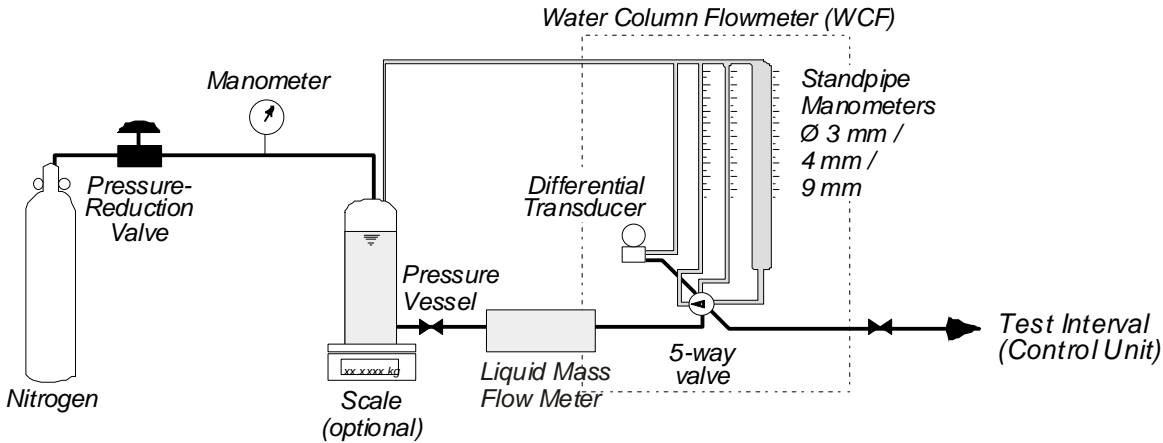 Water Column Flowmeter (WCF)
Manometer
Standpipe
Manometers
Ø 3 mm /
4 mm /
9 mm
Pressure-
Reduction
Valve
Differential
Transducer
Pressure
Vessel
Test Interval
(Control Unit)
5-way
valve
xx.xxxx kg
Liquid Mass
Flow Meter
Nitrogen
Scale
(optional)